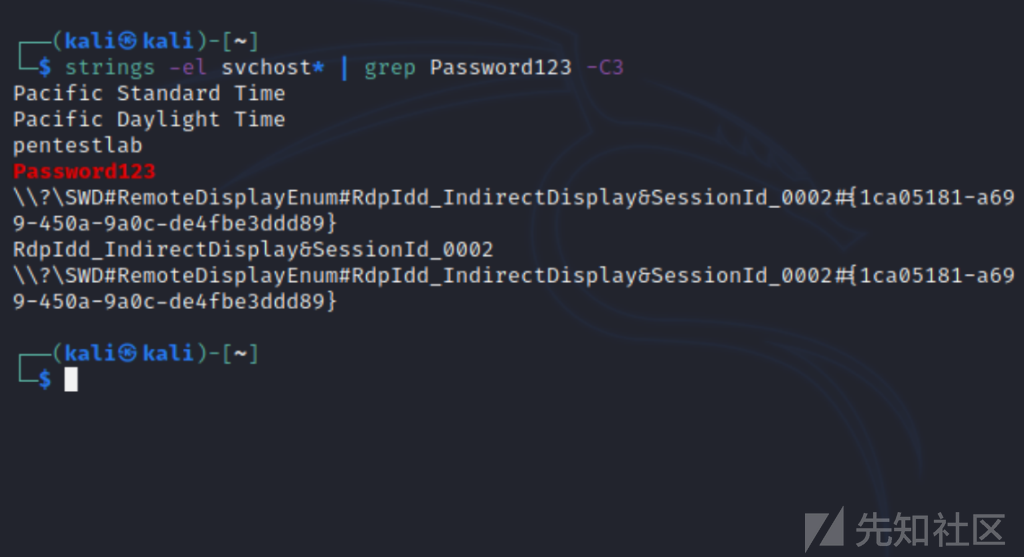 ┌──(kali㉿kali)-[~]
└─$ strings -el svchost* | grep Password123 -C3
Pacific Standard Time
Pacific Daylight Time
pentestlab
Password123
\\?\SWD#RemoteDisplayEnum#RdpIdd_IndirectDisplay&SessionId_0002#{1ca05181-a69
9-450a-9a0c-de4fbe3ddd89}
RdpIdd_IndirectDisplay&SessionId_0002
\\?\SWD#RemoteDisplayEnum#RdpIdd_IndirectDisplay&SessionId_0002#{1ca05181-a69
9-450a-9a0c-de4fbe3ddd89}
┌──(kali㉿kali)-[~]
└─$
先知社区